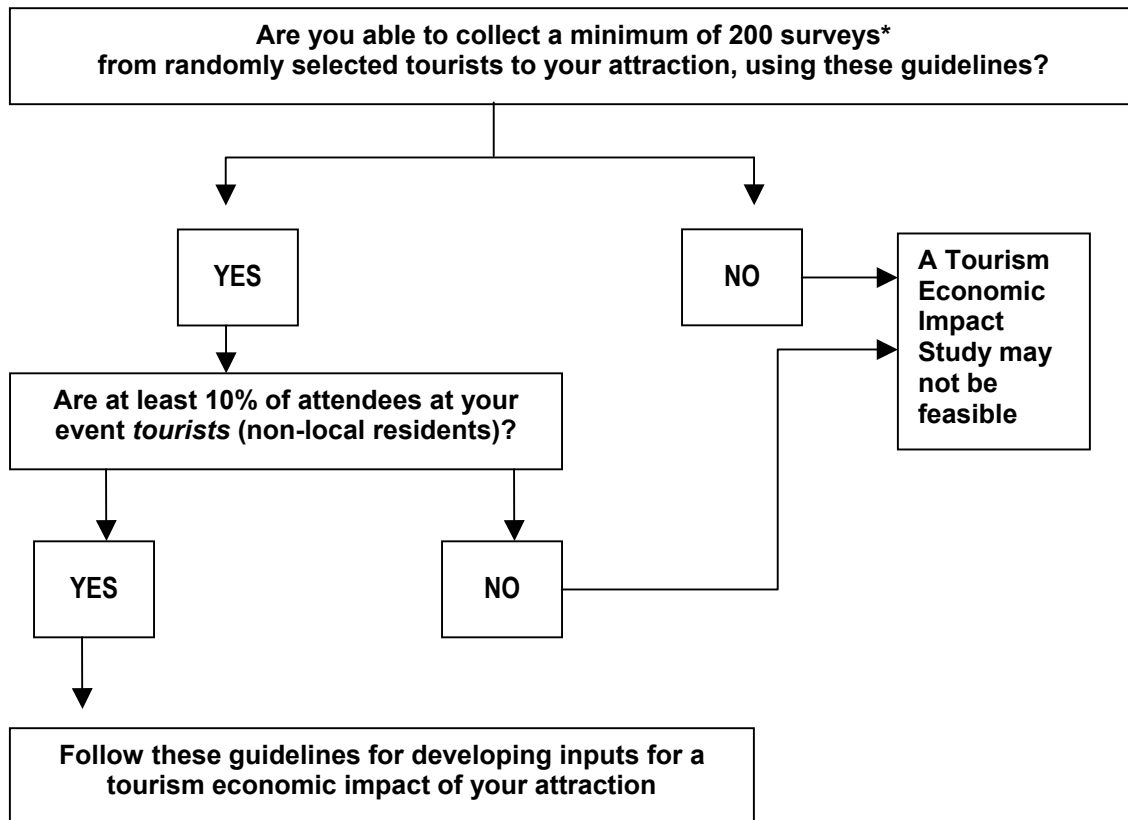 Are you able to collect a minimum of 200 surveys*
from randomly selected tourists to your attraction, using these guidelines?
YES
NO
A Tourism
Economic
Impact
Study may
not be
feasible
Are at least 10% of attendees at your
event tourists (non-local residents)?
YES
NO
Follow these guidelines for developing inputs for a
tourism economic impact of your attraction